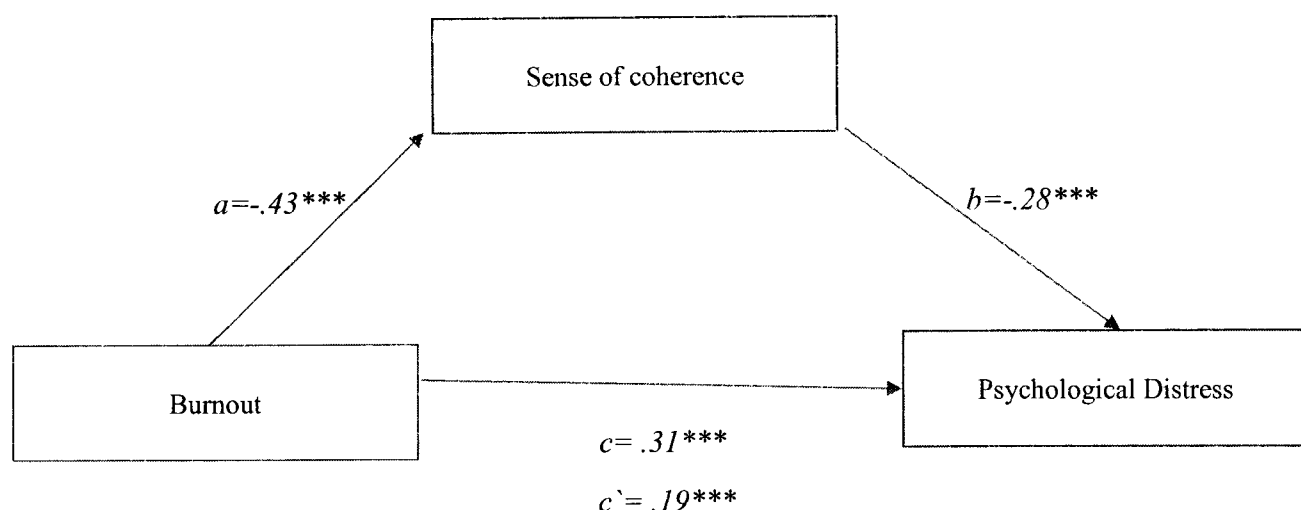 Sense of coherence
a=-.43***
b=-.28***
Burnout
Psychological Distress
c= .31***
c`= .19***